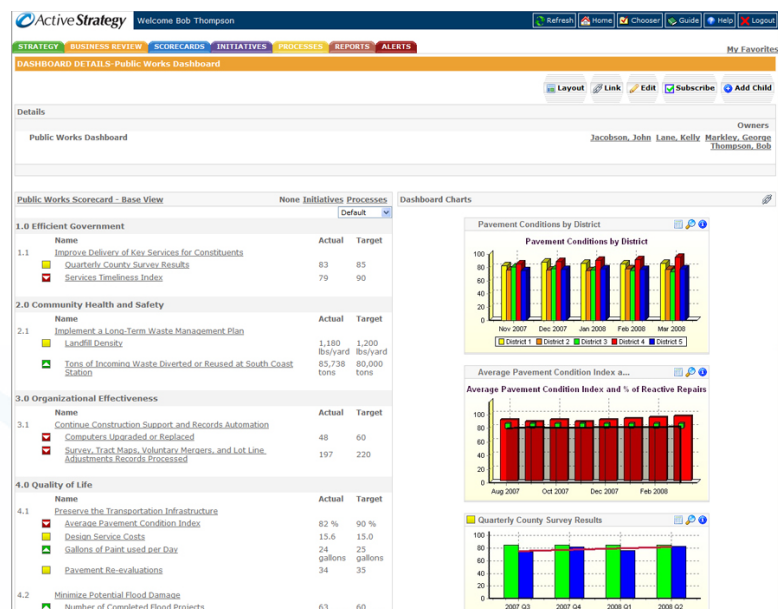 ActiveStrategy
Welcome Bob Thompson
Refresh Home Chooser Guide Help Logout
STRATEGY BUSINESS REVIEW SCORECARDS INITIATIVES PROCESSES REPORTS ALERTS
My Favorites
DASHBOARD DETAILS-Public Works Dashboard
Layout Link Edit Subscribe Add Child
Details
Owners
Public Works Dashboard
Jacobson, John Lane, Kelly Markley, George
Thompson, Bob
Public Works Scorecard - Base View
None Initiatives Processes
Default
1.0 Efficient Government
Name Actual Target
1.1 Improve Delivery of Key Services for Constituents
Quarterly County Survey Results 83 85
Services Timeliness Index 79 90
2.0 Community Health and Safety
Name Actual Target
2.1 Implement a Long-Term Waste Management Plan
Landfill Density 1,180 1,200
lbs/yard lbs/yard
Tons of Incoming Waste Diverted or Reused at South Coast 85,738 80,000
Station tons tons
3.0 Organizational Effectiveness
Name Actual Target
3.1 Continue Construction Support and Records Automation
Computers Upgraded or Replaced 48 60
Survey, Tract Maps, Voluntary Mergers, and Lot Line 197 220
Adjustments Records Processed
4.0 Quality of Life
Name Actual Target
4.1 Preserve the Transportation Infrastructure
Average Pavement Condition Index 82 % 90 %
Design Service Costs 15.6 15.0
Gallons of Paint used per Day 24 25
gallons gallons
Pavement Re-evaluations 34 35
4.2 Minimize Potential Flood Damage
Number of Completed Flood Projects 63 60
Dashboard Charts
Pavement Conditions by District
Pavement Conditions by District
100
80
60
40
20
0
Nov 2007 Dec 2007 Jan 2008 Feb 2008 Mar 2008
District 1 District 2 District 3 District 4 District 5
Average Pavement Condition Index a...
Average Pavement Condition Index and % of Reactive Repairs
100
80
60
40
20
0
Aug 2007 Oct 2007 Dec 2007 Feb 2008
Quarterly County Survey Results
100
80
60
40
20
0
2007 Q3 2007 Q4 2008 Q1 2008 Q2